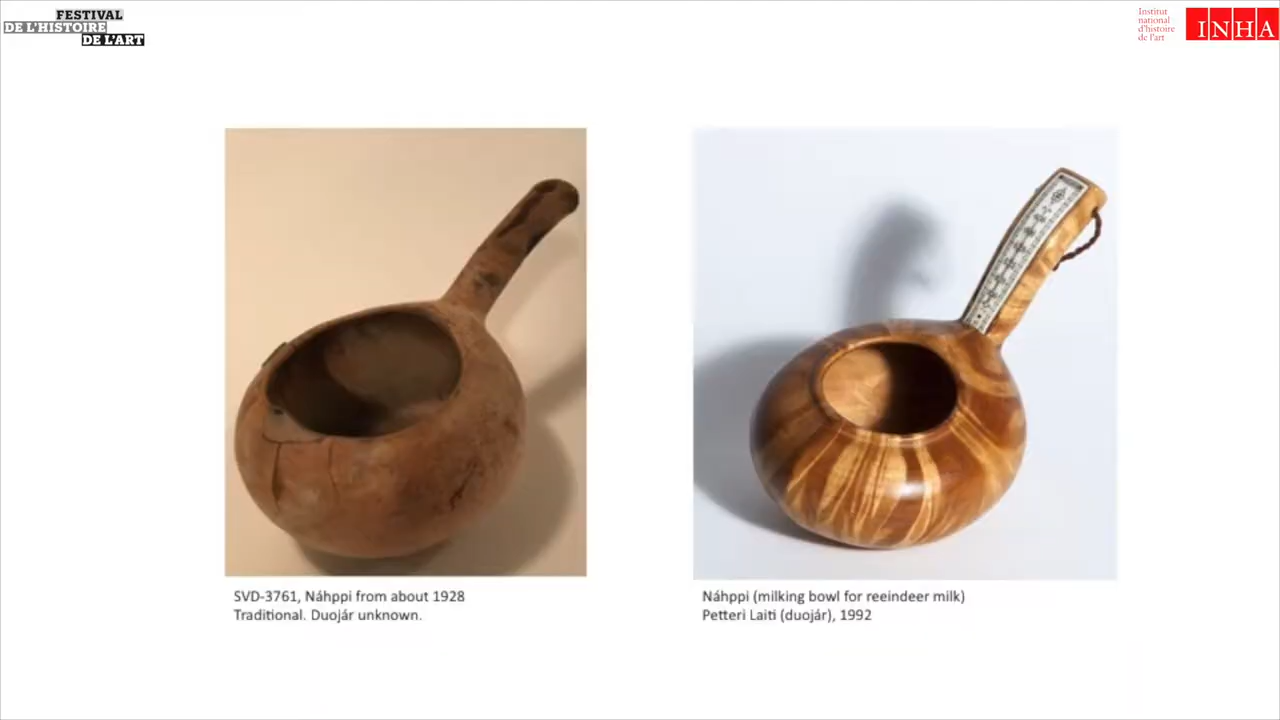 FESTIVAL
DE L'HISTOIRE
DE L'ART
Institut
national
d'histoire
de l'art
INHA
SVD-3761, Náhppi from about 1928
Traditional. Duojár unknown.
Náhppi (milking bowl for reeindeer milk)
Petteri Laiti (duojár), 1992